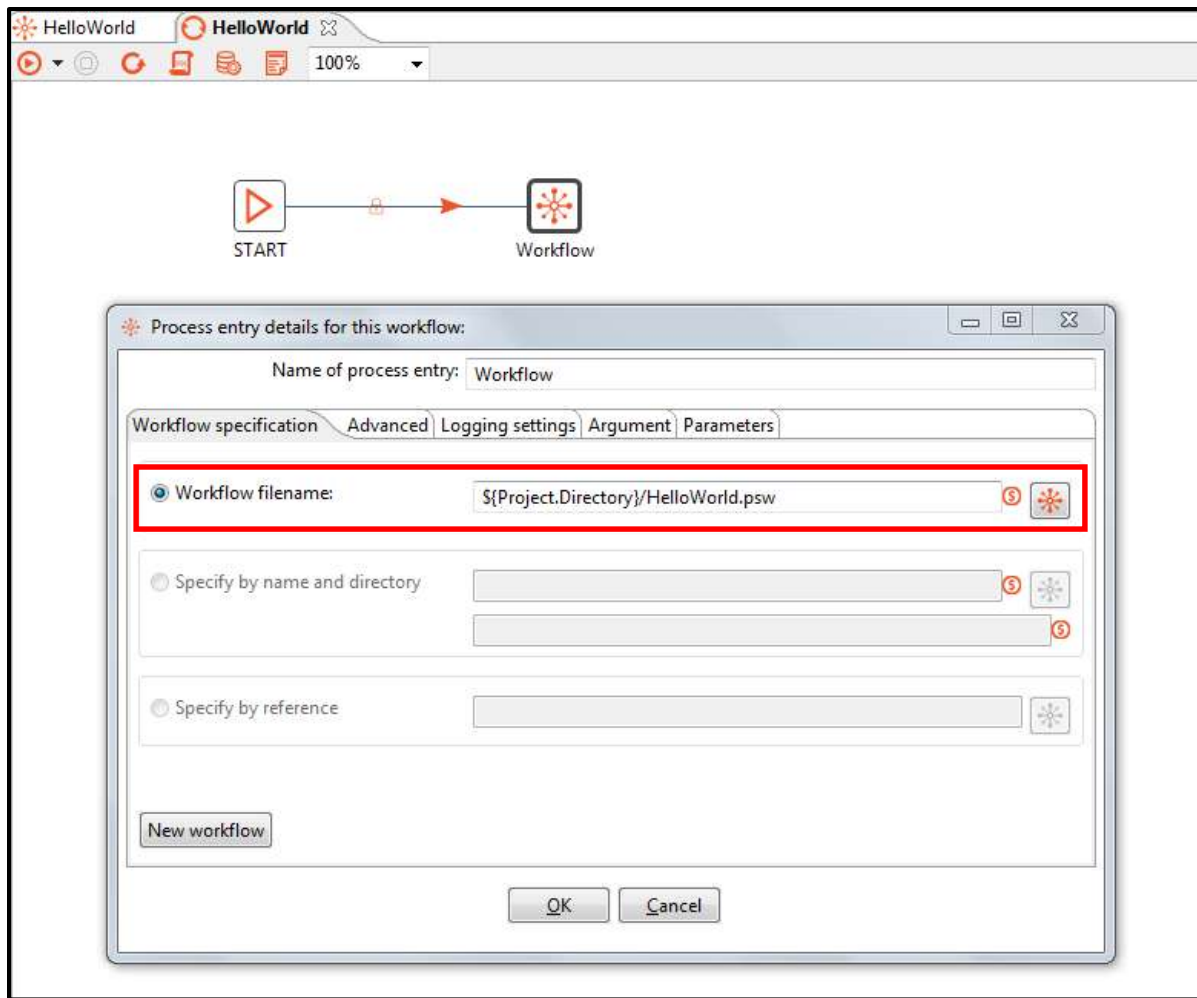 HelloWorld HelloWorld
100%
START Workflow
Process entry details for this workflow:
Name of process entry: Workflow
Workflow specification Advanced Logging settings Argument Parameters
Workflow filename: ${Project.Directory}/HelloWorld.psw
Specify by name and directory
Specify by reference
New workflow
OK Cancel